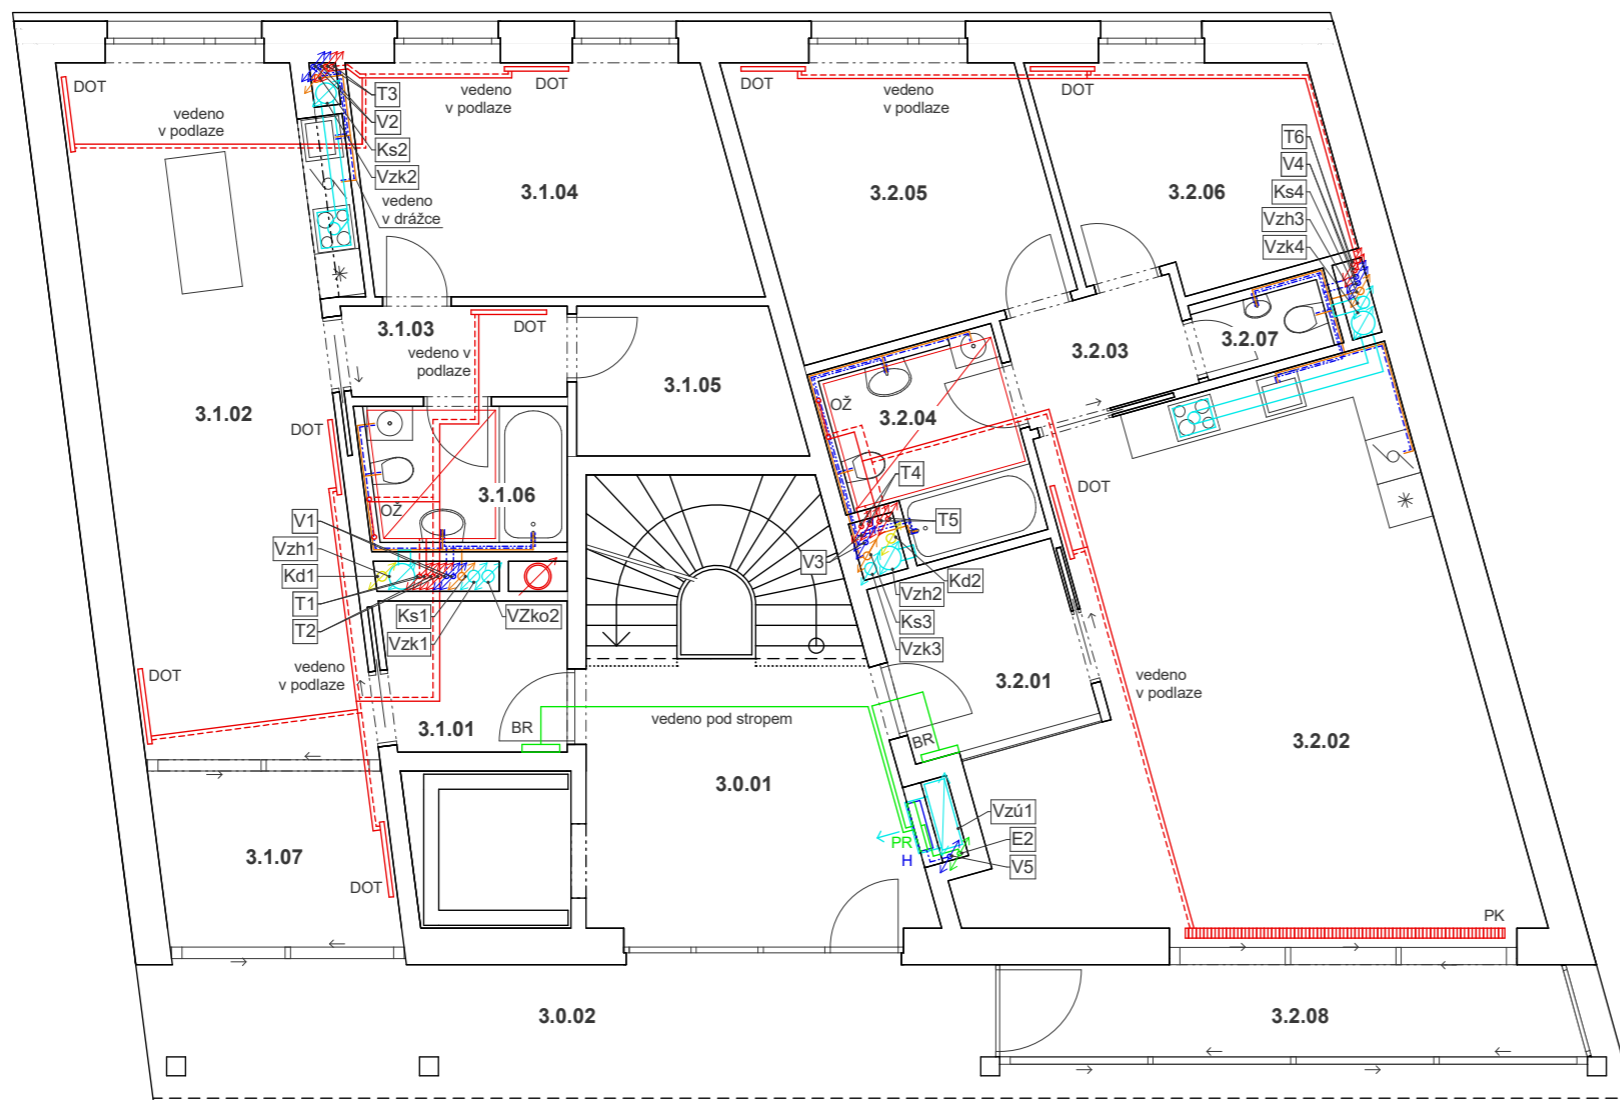 DOT
vedeno
v podlaze
T3
V2
Ks2
Vzk2
vedeno
v drážce
vedeno
v podlaze
DOT
3.1.04
DOT
vedeno
v podlaze
3.2.05
DOT
3.2.06
T6
V4
Ks4
Vzh3
Vzk4
3.1.03
DOT
vedeno v
podlaze
3.1.05
3.1.02
DOT
3.2.03
3.2.07
OŽ
3.2.04
T4
T5
DOT
3.1.06
OŽ
V1
Vzh1
Kd1
T1
T2
Ks1
Vzk1
VZko2
V3
Kd2
Vzh2
Ks3
Vzk3
DOT
vedeno
v podlaze
3.1.01
BR
vedeno pod stropem
3.2.01
vedeno
v podlaze
BR
3.2.02
3.0.01
Vzú1
E2
V5
PR
H
3.1.07
DOT
PK
3.0.02
3.2.08